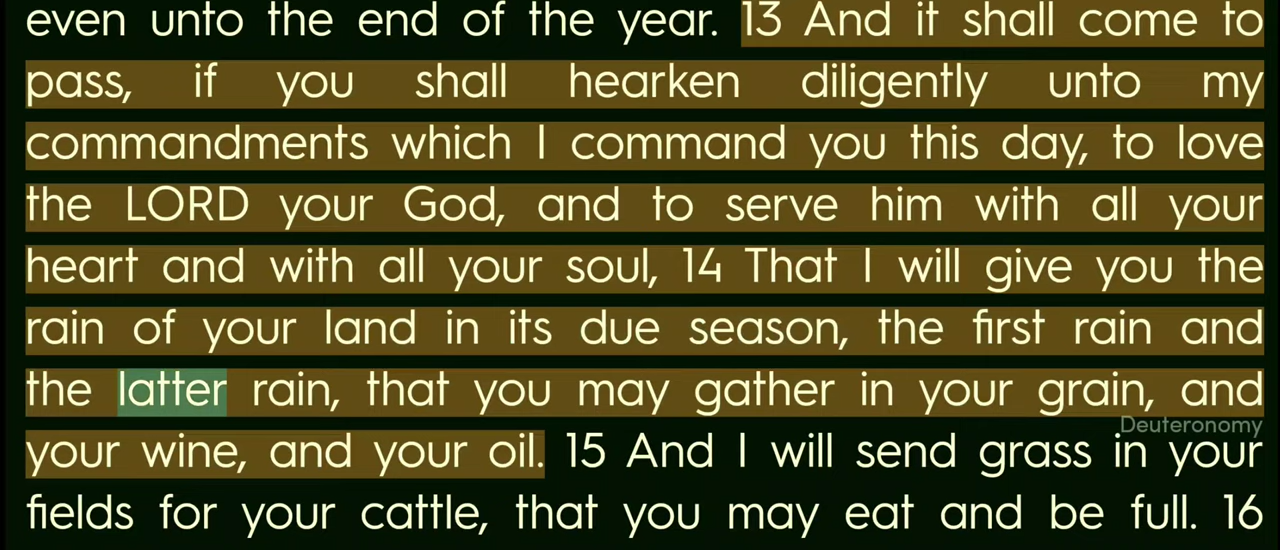 even unto the end of the year. 13 And it shall come to
pass, if you shall hearken diligently unto my
commandments which I command you this day, to love
the LORD your God, and to serve him with all your
heart and with all your soul, 14 That I will give you the
rain of your land in its due season, the first rain and
the latter rain, that you may gather in your grain, and
Deuteronomy
your wine, and your oil. 15 And I will send grass in your
fields for your cattle, that you may eat and be full. 16